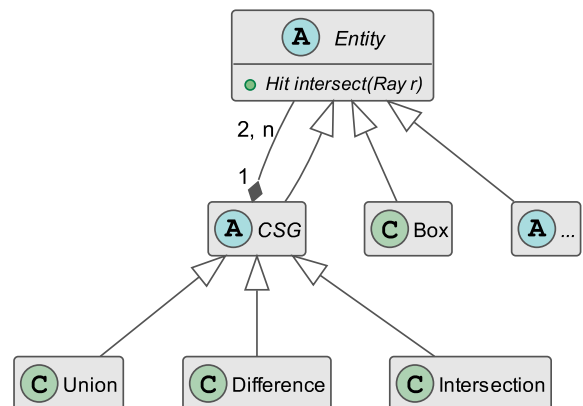 A Entity
Hit intersect(Ray r)
2, n
1
A CSG
C Box
A ...
C Union
C Difference
C Intersection